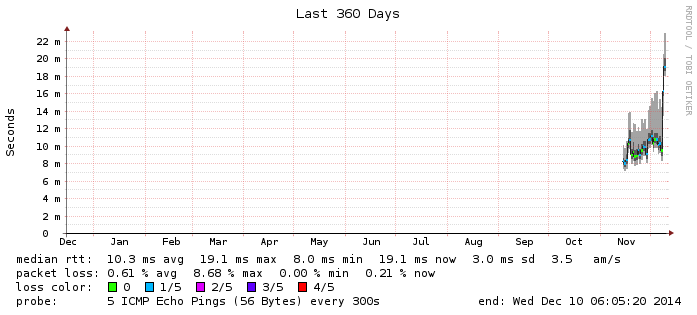 Last 360 Days
RRDTOOL / TOBI OETIKER
Seconds
22 m
20 m
18 m
16 m
14 m
12 m
10 m
8 m
6 m
4 m
2 m
0
Dec Jan Feb Mar Apr May Jun Jul Aug Sep Oct Nov
median rtt: 10.3 ms avg 19.1 ms max 8.0 ms min 19.1 ms now 3.0 ms sd 3.5 am/s
packet loss: 0.61 % avg 8.68 % max 0.00 % min 0.21 % now
loss color: 0 1/5 2/5 3/5 4/5
probe: 5 ICMP Echo Pings (56 Bytes) every 300s end: Wed Dec 10 06:05:20 2014